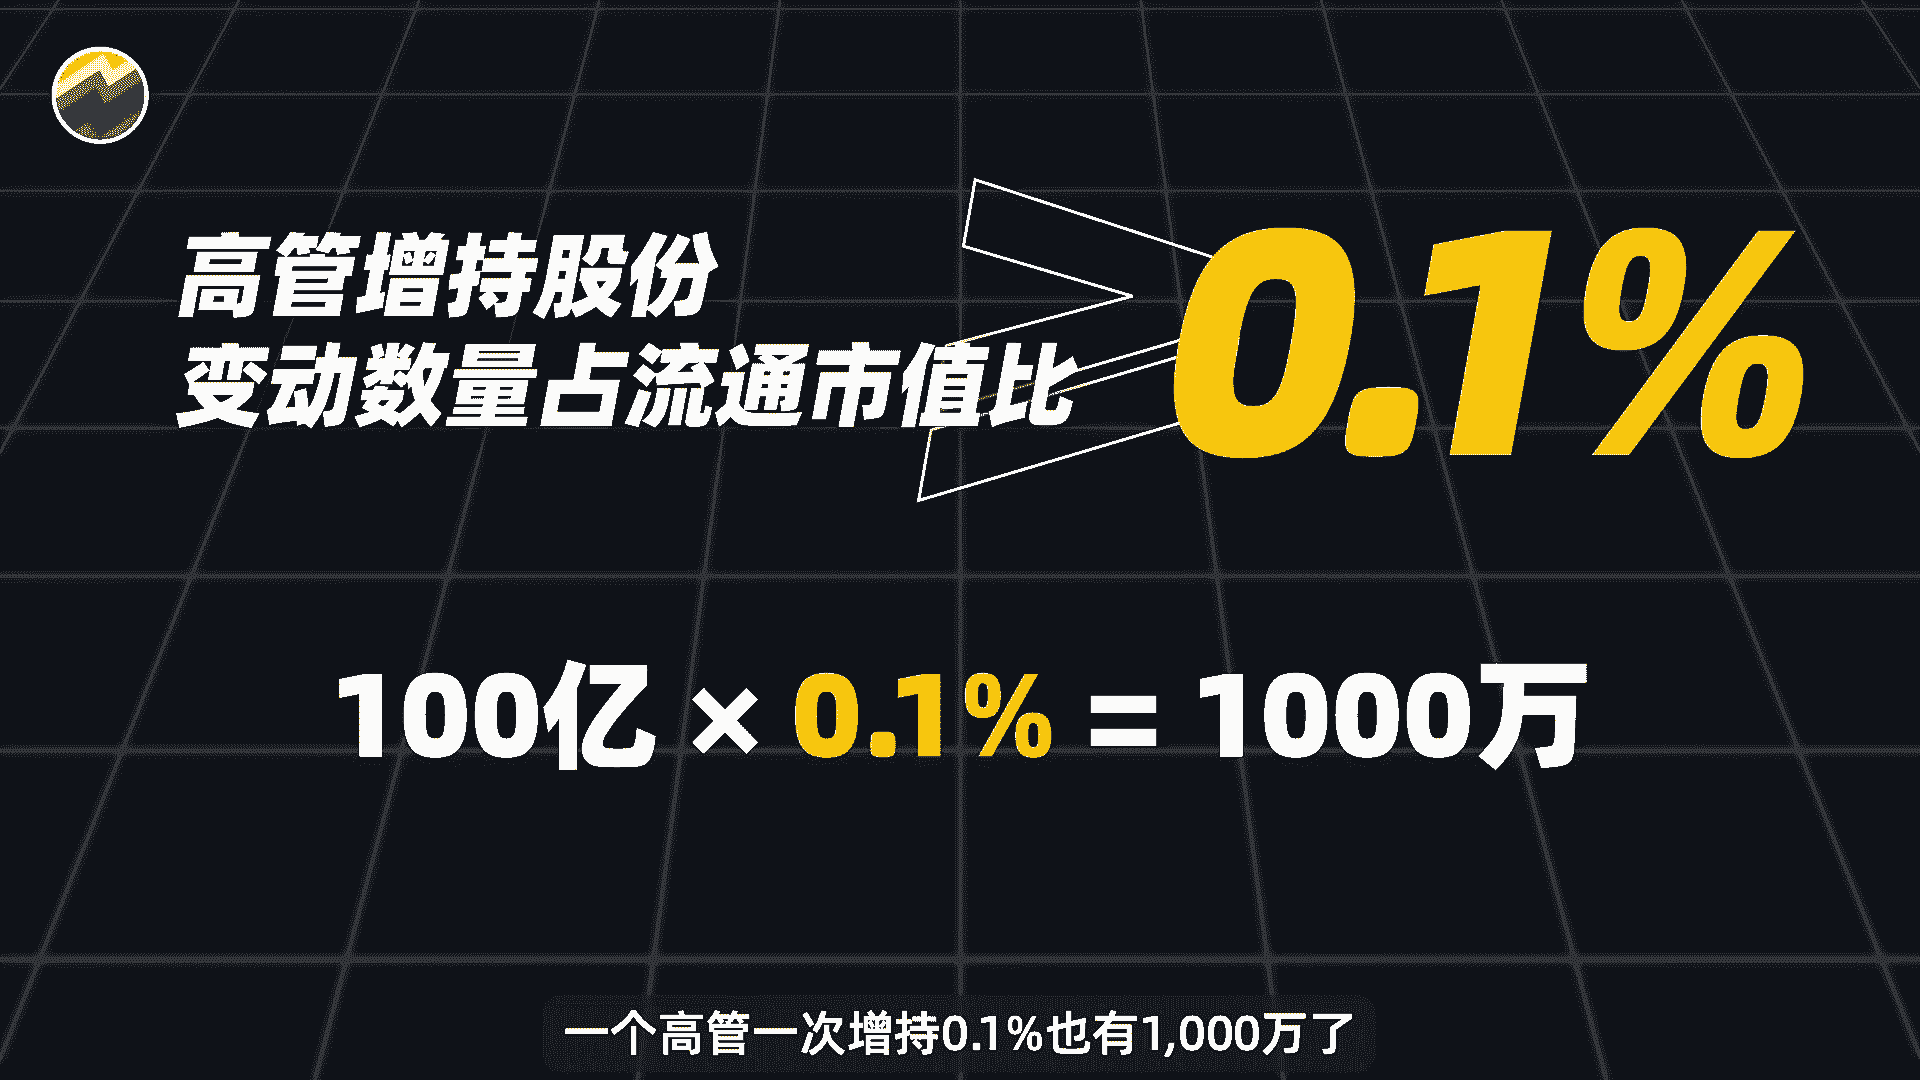 高管增持股份
变动数量占流通市值比
0.1%
100亿 × 0.1% = 1000万
一个高管一次增持0.1%也有1,000万了